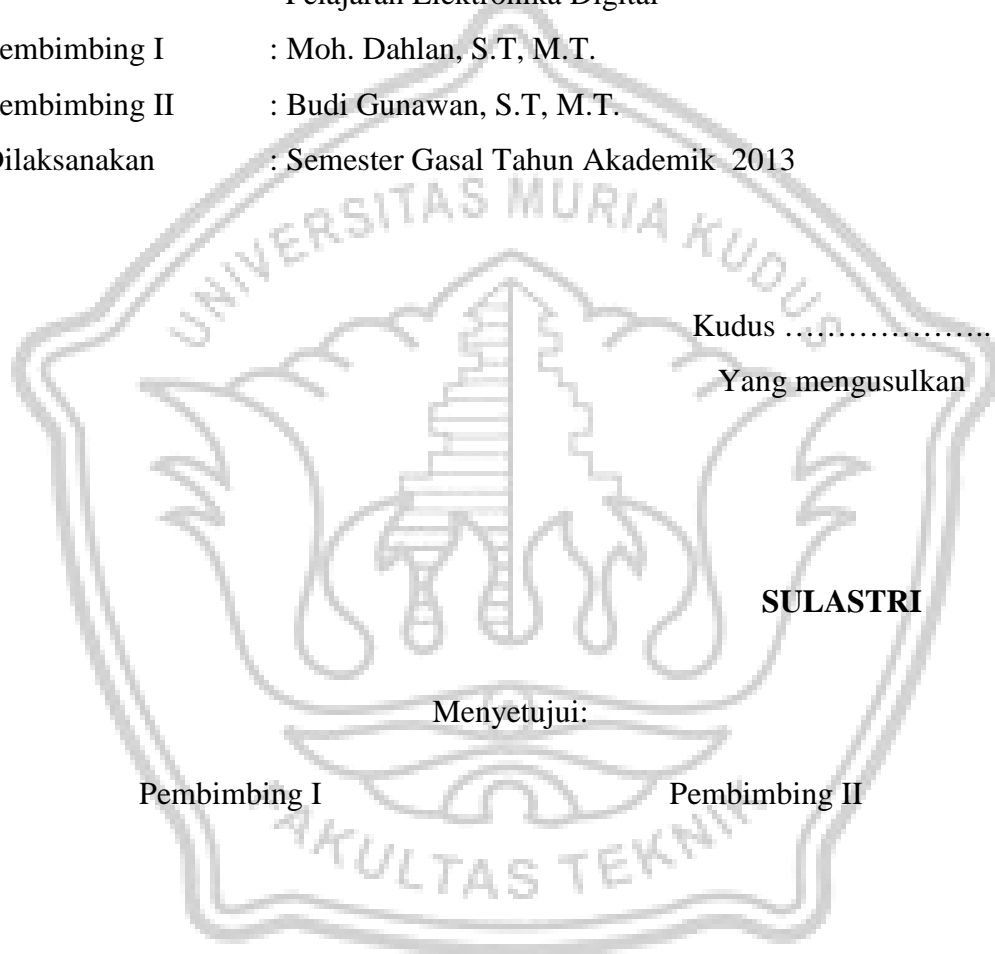 Pelajaran Elektronika Digital
embimbing I : Moh. Dahlan, S.T, M.T.
embimbing II : Budi Gunawan, S.T, M.T.
Dilaksanakan : Semester Gasal Tahun Akademik 2013
UNIVERSITAS MURIA KUDUS
Kudus ………………..
Yang mengusulkan
SULASTRI
Menyetujui:
Pembimbing I Pembimbing II
FAKULTAS TEKNIK